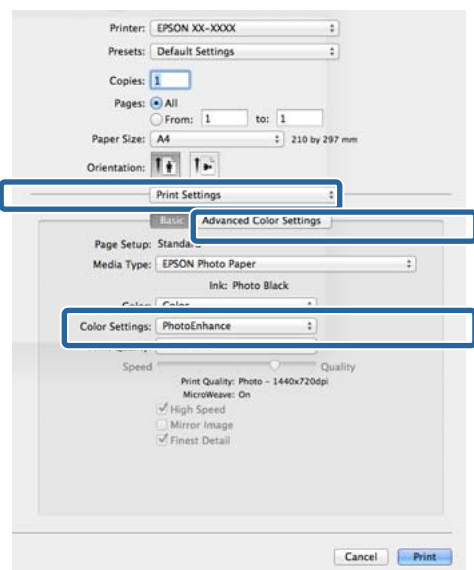 Printer: EPSON XX-XXXX
Presets: Default Settings
Copies: 1
Pages: All
From: 1 to: 1
Paper Size: A4 210 by 297 mm
Orientation:
Print Settings
Basic Advanced Color Settings
Page Setup: Standard
Media Type: EPSON Photo Paper
Ink: Photo Black
Color: Color
Color Settings: PhotoEnhance
Speed Quality
Print Quality: Photo - 1440x720dpi
MicroWeave: On
High Speed
Mirror Image
Finest Detail
Cancel Print